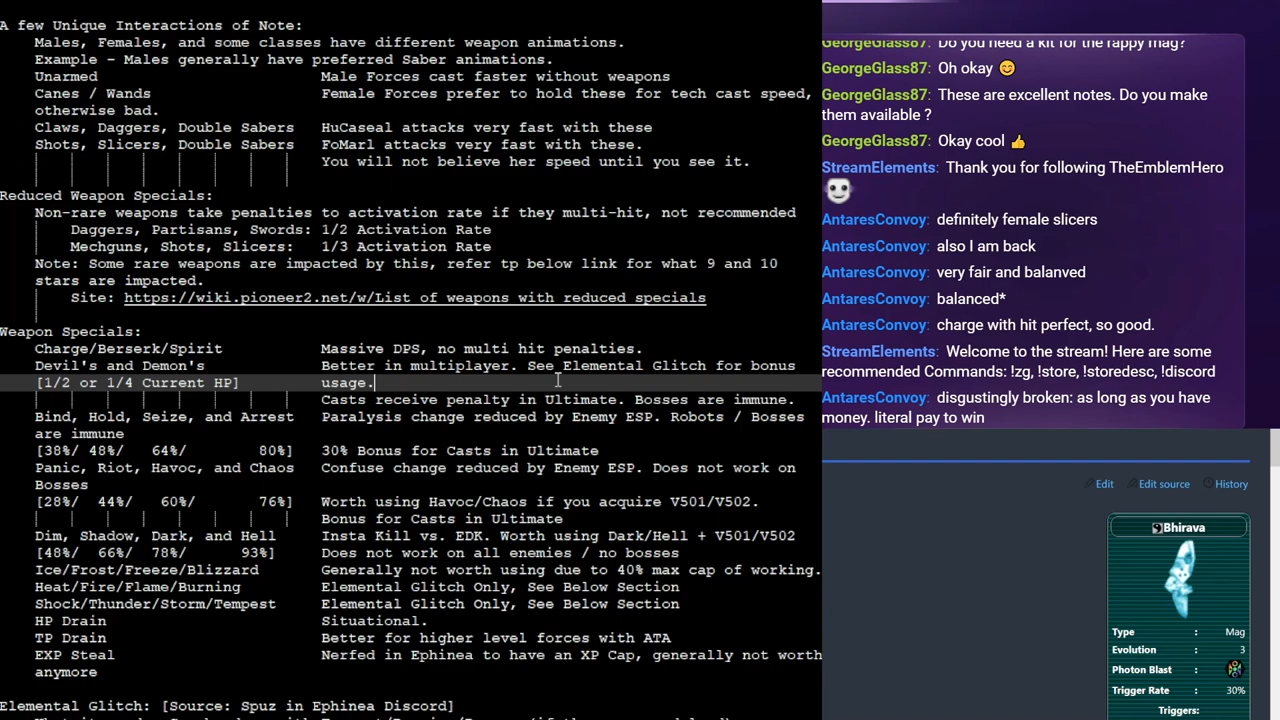 A few Unique Interactions of Note:
Males, Females, and some classes have different weapon animations.
Example - Males generally have preferred Saber animations.
Unarmed Male Forces cast faster without weapons
Canes / Wands Female Forces prefer to hold these for tech cast speed,
otherwise bad.
Claws, Daggers, Double Sabers HuCaseal attacks very fast with these
Shots, Slicers, Double Sabers FoMarl attacks very fast with these.
You will not believe her speed until you see it.
Reduced Weapon Specials:
Non-rare weapons take penalties to activation rate if they multi-hit, not recommended
Daggers, Partisans, Swords: 1/2 Activation Rate
Mechguns, Shots, Slicers: 1/3 Activation Rate
Note: Some rare weapons are impacted by this, refer tp below link for what 9 and 10
stars are impacted.
Site: https://wiki.pioneer2.net/w/List of weapons with reduced specials
Weapon Specials:
Charge/Berserk/Spirit Massive DPS, no multi hit penalties.
Devil's and Demon's Better in multiplayer. See Elemental Glitch for bonus
[1/2 or 1/4 Current HP] usage.
Casts receive penalty in Ultimate. Bosses are immune.
Bind, Hold, Seize, and Arrest Paralysis change reduced by Enemy ESP. Robots / Bosses
are immune
[38%/ 48%/ 64%/ 80%] 30% Bonus for Casts in Ultimate
Panic, Riot, Havoc, and Chaos Confuse change reduced by Enemy ESP. Does not work on
Bosses
[28%/ 44%/ 60%/ 76%] Worth using Havoc/Chaos if you acquire V501/V502.
Bonus for Casts in Ultimate
Dim, Shadow, Dark, and Hell Insta Kill vs. EDK. Worth using Dark/Hell + V501/V502
[48%/ 66%/ 78%/ 93%] Does not work on all enemies / no bosses
Ice/Frost/Freeze/Blizzard Generally not worth using due to 40% max cap of working.
Heat/Fire/Flame/Burning Elemental Glitch Only, See Below Section
Shock/Thunder/Storm/Tempest Elemental Glitch Only, See Below Section
HP Drain Situational.
TP Drain Better for higher level forces with ATA
EXP Steal Nerfed in Ephinea to have an XP Cap, generally not worth
anymore
Elemental Glitch: [Source: Spuz in Ephinea Discord]
GeorgeGlass87: Do you need a kit for the rappy mag?
GeorgeGlass87: Oh okay 😊
GeorgeGlass87: These are excellent notes. Do you make
them available ?
GeorgeGlass87: Okay cool 👍
StreamElements: Thank you for following TheEmblemHero
AntaresConvoy: definitely female slicers
AntaresConvoy: also I am back
AntaresConvoy: very fair and balanved
AntaresConvoy: balanced*
AntaresConvoy: charge with hit perfect, so good.
StreamElements: Welcome to the stream! Here are some
recommended Commands: !zg, !store, !storedesc, !discord
AntaresConvoy: disgustingly broken: as long as you have
money. literal pay to win
Edit Edit source History
Bhirava
Type : Mag
Evolution : 3
Photon Blast :
Trigger Rate : 30%
Triggers: